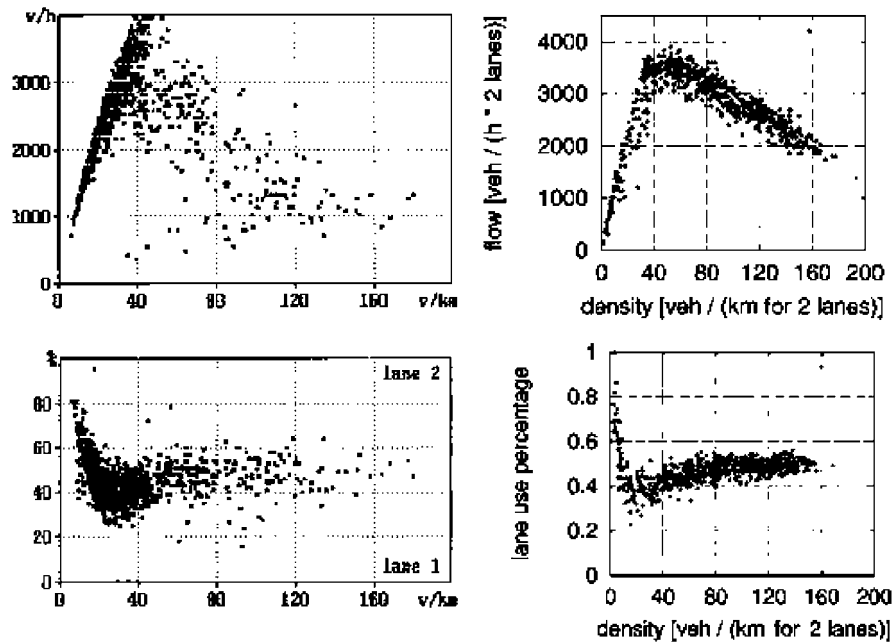 v/h
3000
2000
1000
0
0
40
80
120
160
v/km
flow [veh / (h * 2 lanes)]
4000
3000
2000
1000
0
0 40 80 120 160 200
density [veh / (km for 2 lanes)]
%
80
60
40
20
0
lane 2
lane 1
0 40 80 120 160 v/km
lane use percentage
1
0.8
0.6
0.4
0.2
0
0 40 80 120 160 200
density [veh / (km for 2 lanes)]